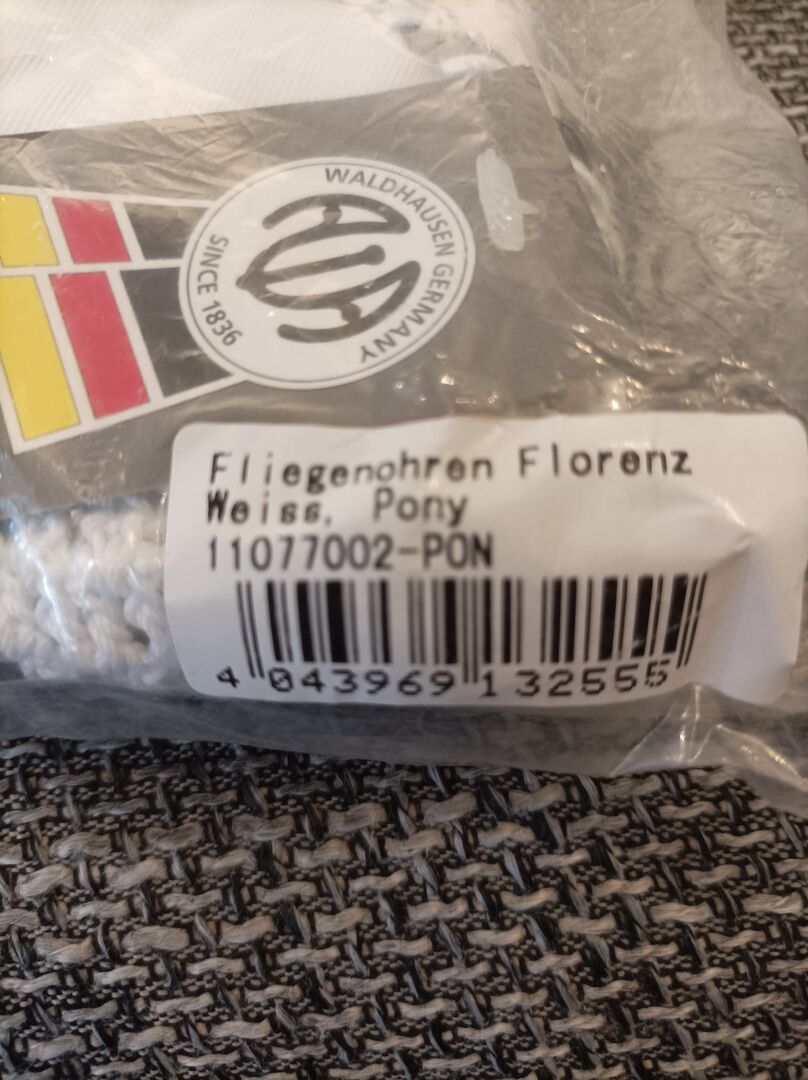 WALDHAUSEN GERMANY
SINCE 1836
Fliegenohren Florenz
Weiss, Pony
11077002-PON
4 043969 132555